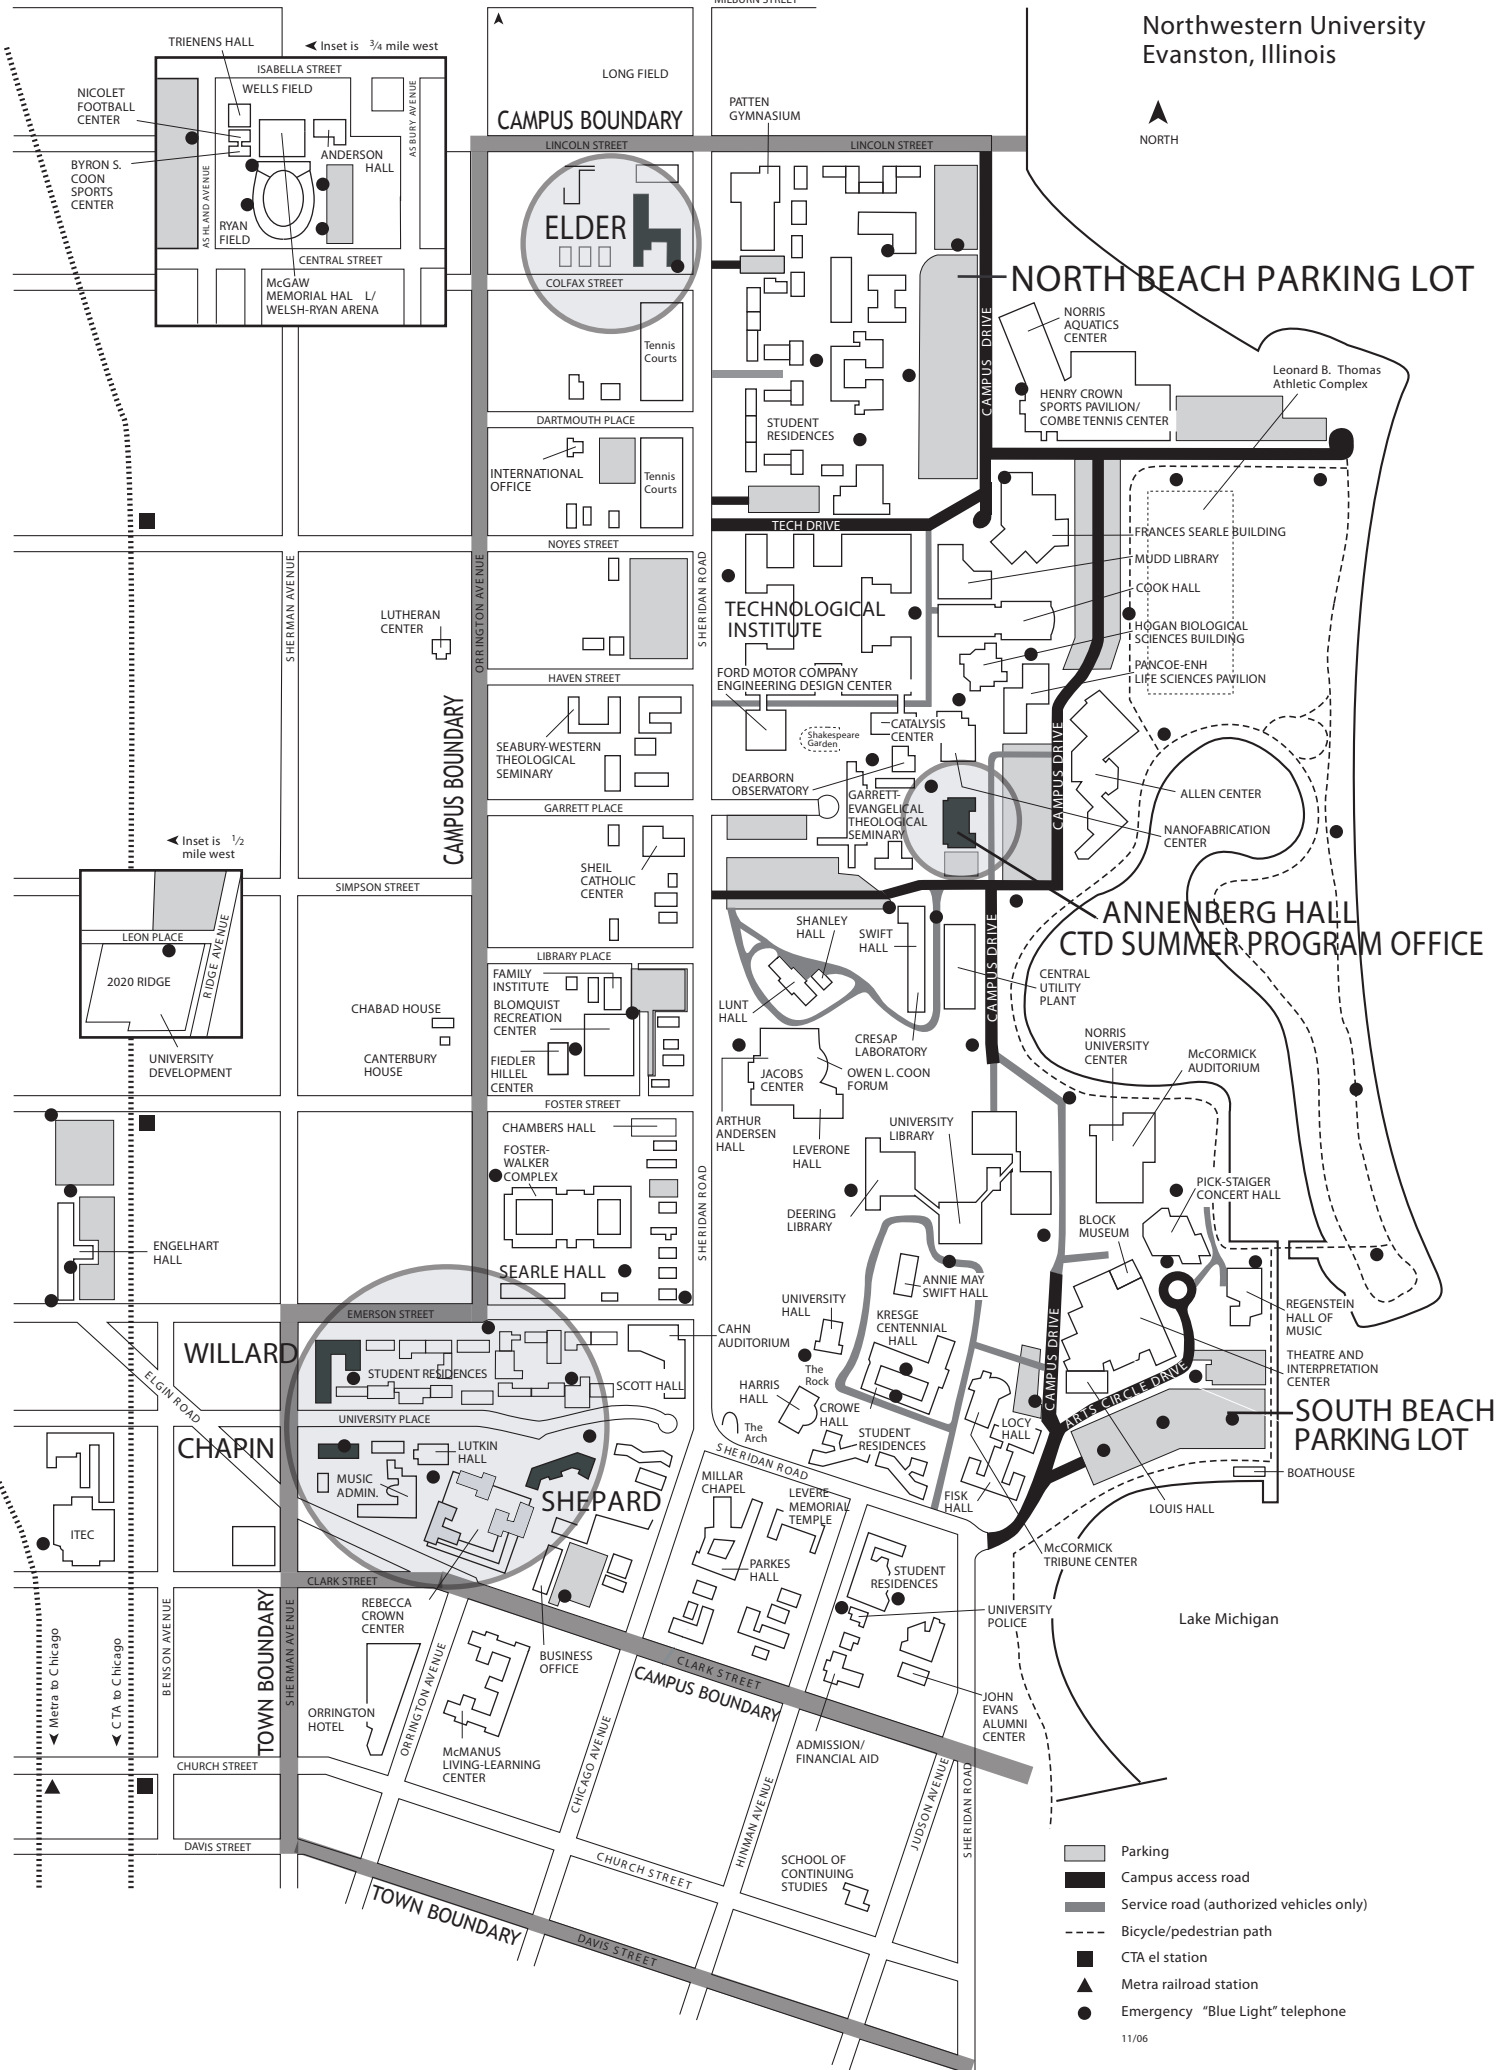 MILBURN STREET
Northwestern University
Evanston, Illinois
NORTH
TRIENENS HALL
Inset is ¾ mile west
ISABELLA STREET
WELLS FIELD
NICOLET
FOOTBALL
CENTER
ASBURY AVENUE
ANDERSON
HALL
BYRON S.
COON
SPORTS
CENTER
ASHLAND AVENUE
RYAN
FIELD
CENTRAL STREET
McGAW
MEMORIAL HAL L/
WELSH-RYAN ARENA
LONG FIELD
CAMPUS BOUNDARY
PATTEN
GYMNASIUM
LINCOLN STREET
LINCOLN STREET
ELDER
COLFAX STREET
NORTH BEACH PARKING LOT
CAMPUS DRIVE
NORRIS
AQUATICS
CENTER
Tennis
Courts
Leonard B. Thomas
Athletic Complex
HENRY CROWN
SPORTS PAVILION/
COMBE TENNIS CENTER
DARTMOUTH PLACE
STUDENT
RESIDENCES
INTERNATIONAL
OFFICE
Tennis
Courts
TECH DRIVE
NOYES STREET
FRANCES SEARLE BUILDING
MUDD LIBRARY
COOK HALL
SHERMAN AVENUE
ORRINGTON AVENUE
SHERIDAN ROAD
LUTHERAN
CENTER
TECHNOLOGICAL
INSTITUTE
HOGAN BIOLOGICAL
SCIENCES BUILDING
PANCOE-ENH
LIFE SCIENCES PAVILION
HAVEN STREET
FORD MOTOR COMPANY
ENGINEERING DESIGN CENTER
CAMPUS BOUNDARY
SEABURY-WESTERN
THEOLOGICAL
SEMINARY
Shakespeare
Garden
CATALYSIS
CENTER
CAMPUS DRIVE
DEARBORN
OBSERVATORY
GARRETT-
EVANGELICAL
THEOLOGICAL
SEMINARY
ALLEN CENTER
GARRETT PLACE
NANOFABRICATION
CENTER
Inset is ½
mile west
SHEIL
CATHOLIC
CENTER
SIMPSON STREET
ANNENBERG HALL
CTD SUMMER PROGRAM OFFICE
LEON PLACE
RIDGE AVENUE
2020 RIDGE
UNIVERSITY
DEVELOPMENT
SHANLEY
HALL
SWIFT
HALL
CAMPUS DRIVE
LIBRARY PLACE
FAMILY
INSTITUTE
BLOMQUIST
RECREATION
CENTER
CENTRAL
UTILITY
PLANT
CHABAD HOUSE
LUNT
HALL
CRESAP
LABORATORY
NORRIS
UNIVERSITY
CENTER
McCORMICK
AUDITORIUM
CANTERBURY
HOUSE
FIEDLER
HILLEL
CENTER
JACOBS
CENTER
OWEN L. COON
FORUM
FOSTER STREET
CHAMBERS HALL
ARTHUR
ANDERSEN
HALL
LEVERONE
HALL
UNIVERSITY
LIBRARY
FOSTER-
WALKER
COMPLEX
SHERIDAN ROAD
DEERING
LIBRARY
PICK-STAIGER
CONCERT HALL
BLOCK
MUSEUM
ENGELHART
HALL
SEARLE HALL
ANNIE MAY
SWIFT HALL
EMERSON STREET
UNIVERSITY
HALL
KRESGE
CENTENNIAL
HALL
CAMPUS DRIVE
REGENSTEIN
HALL OF
MUSIC
WILLARD
CAHN
AUDITORIUM
THEATRE AND
INTERPRETATION
CENTER
STUDENT RESIDENCES
The
Rock
SCOTT HALL
HARRIS
HALL
ELGIN ROAD
ARTS CIRCLE DRIVE
CROWE
HALL
LOCY
HALL
SOUTH BEACH
PARKING LOT
UNIVERSITY PLACE
The
Arch
STUDENT
RESIDENCES
CHAPIN
LUTKIN
HALL
SHERIDAN ROAD
MUSIC
ADMIN.
BOATHOUSE
MILLAR
CHAPEL
LEVERE
MEMORIAL
TEMPLE
FISK
HALL
LOUIS HALL
SHEPARD
ITEC
McCORMICK
TRIBUNE CENTER
PARKES
HALL
STUDENT
RESIDENCES
CLARK STREET
REBECCA
CROWN
CENTER
UNIVERSITY
POLICE
Lake Michigan
Metra to Chicago
CTA to Chicago
BENSON AVENUE
TOWN BOUNDARY
SHERMAN AVENUE
BUSINESS
OFFICE
CLARK STREET
CAMPUS BOUNDARY
ORRINGTON AVENUE
ORRINGTON
HOTEL
JOHN
EVANS
ALUMNI
CENTER
McMANUS
LIVING-LEARNING
CENTER
ADMISSION/
FINANCIAL AID
CHICAGO AVENUE
HINMAN AVENUE
JUDSON AVENUE
SHERIDAN ROAD
CHURCH STREET
DAVIS STREET
CHURCH STREET
SCHOOL OF
CONTINUING
STUDIES
TOWN BOUNDARY
DAVIS STREET
Parking
Campus access road
Service road (authorized vehicles only)
Bicycle/pedestrian path
CTA el station
Metra railroad station
Emergency “Blue Light” telephone
11/06